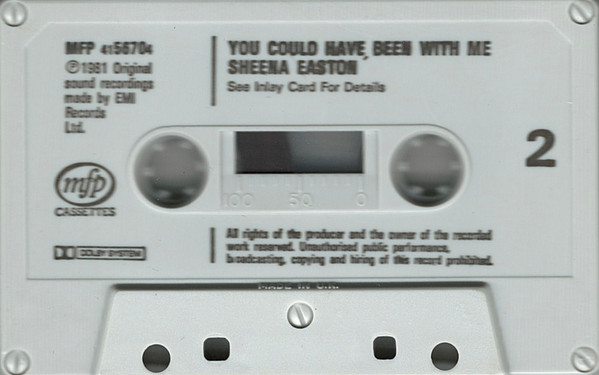 MFP 4156704
Ⓟ1981 Original
sound recordings
made by EMI
Records
Ltd.
YOU COULD HAVE BEEN WITH ME
SHEENA EASTON
See Inlay Card For Details
2
100 50 0
mfp
CASSETTES
DOLBY SYSTEM
All rights of the producer and the owner of the recorded
work reserved. Unauthorised public performance,
broadcasting, copying and hiring of this record prohibited.
MADE IN U.K.